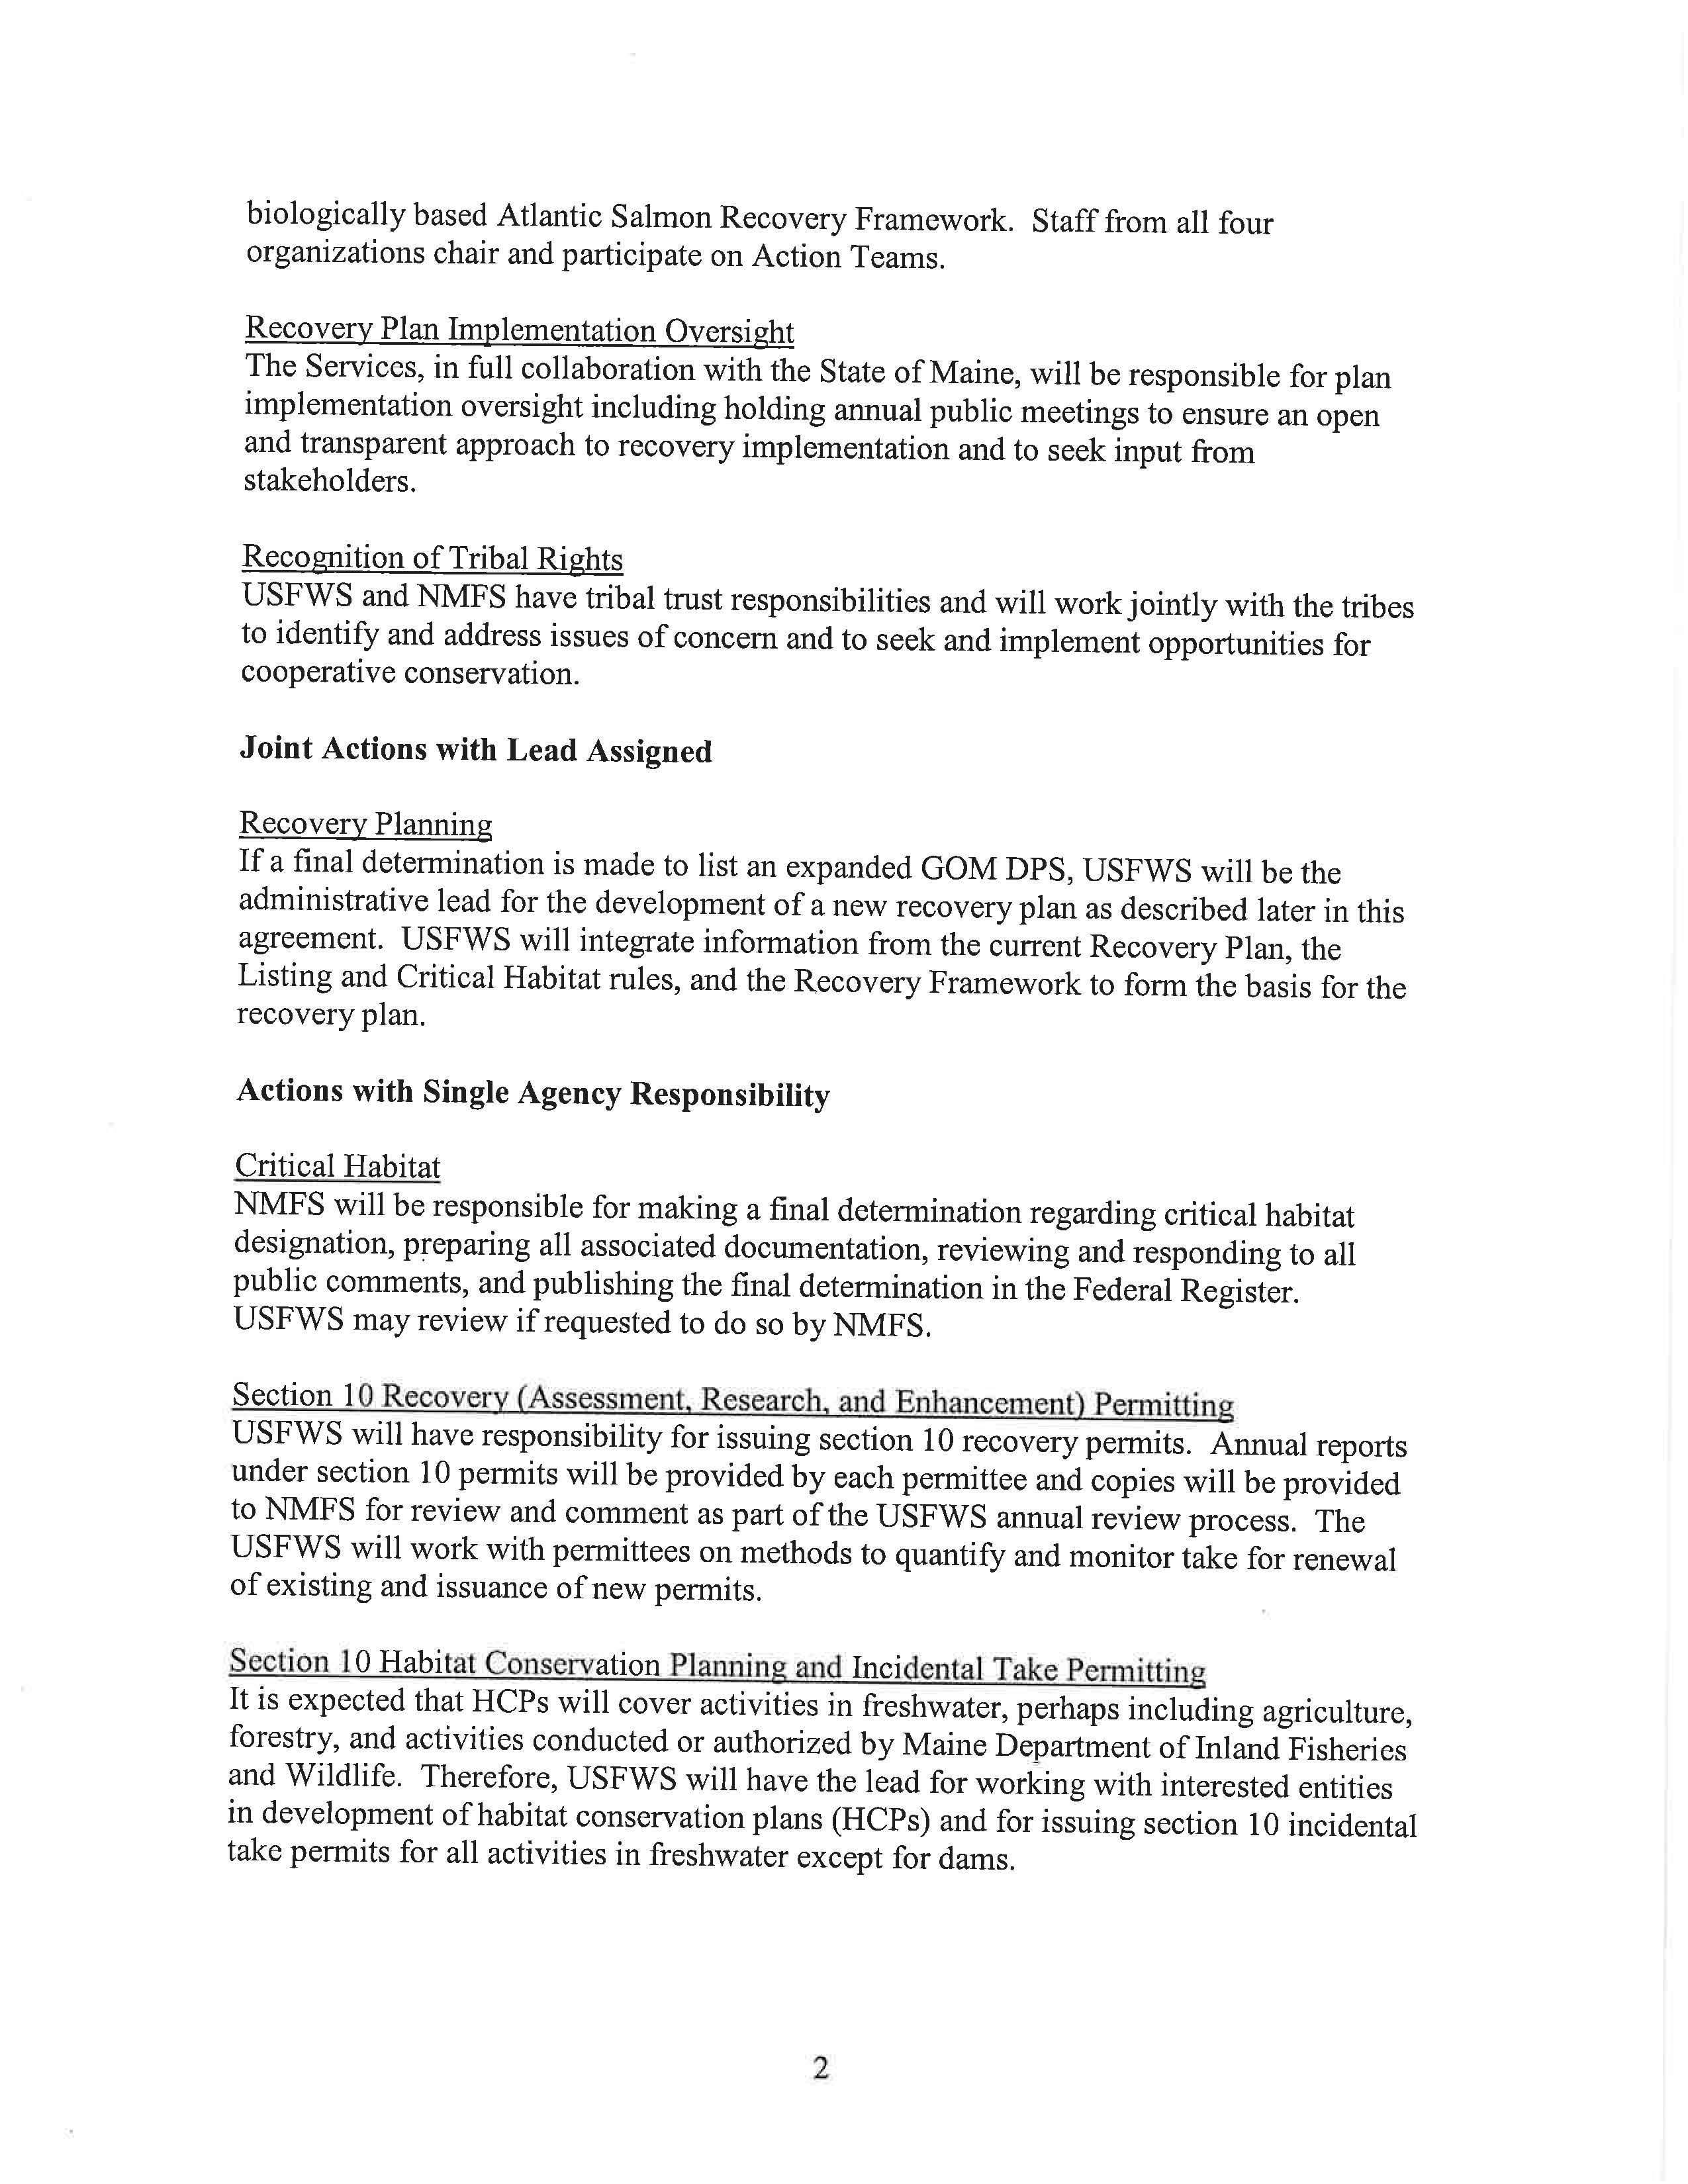 biologically based Atlantic Salmon Recovery Framework.  Staff from all four
organizations chair and participate on Action Teams.
Recovery Plan Implementation Oversight
The Services, in full collaboration with the State of Maine, will be responsible for plan
implementation oversight including holding annual public meetings to ensure an open
and transparent approach to recovery implementation and to seek input from
stakeholders.
Recognition of Tribal Rights
USFWS and NMFS have tribal trust responsibilities and will work jointly with the tribes
to identify and address issues of concern and to seek and implement opportunities for
cooperative conservation.
Joint Actions with Lead Assigned
Recovery Planning
If a final determination is made to list an expanded GOM DPS, USFWS will be the
administrative lead for the development of a new recovery plan as described later in this
agreement.  USFWS will integrate information from the current Recovery Plan, the
Listing and Critical Habitat rules, and the Recovery Framework to form the basis for the
recovery plan.
Actions with Single Agency Responsibility
Critical Habitat
NMFS will be responsible for making a final determination regarding critical habitat
designation, preparing all associated documentation, reviewing and responding to all
public comments, and publishing the final determination in the Federal Register.
USFWS may review if requested to do so by NMFS.
Section 10 Recovery (Assessment, Research, and Enhancement) Permitting
USFWS will have responsibility for issuing section 10 recovery permits.  Annual reports
under section 10 permits will be provided by each permittee and copies will be provided
to NMFS for review and comment as part of the USFWS annual review process.  The
USFWS will work with permittees on methods to quantify and monitor take for renewal
of existing and issuance of new permits.
Section 10 Habitat Conservation Planning and Incidental Take Permitting
It is expected that HCPs will cover activities in freshwater, perhaps including agriculture,
forestry, and activities conducted or authorized by Maine Department of Inland Fisheries
and Wildlife.  Therefore, USFWS will have the lead for working with interested entities
in development of habitat conservation plans (HCPs) and for issuing section 10 incidental
take permits for all activities in freshwater except for dams.
2